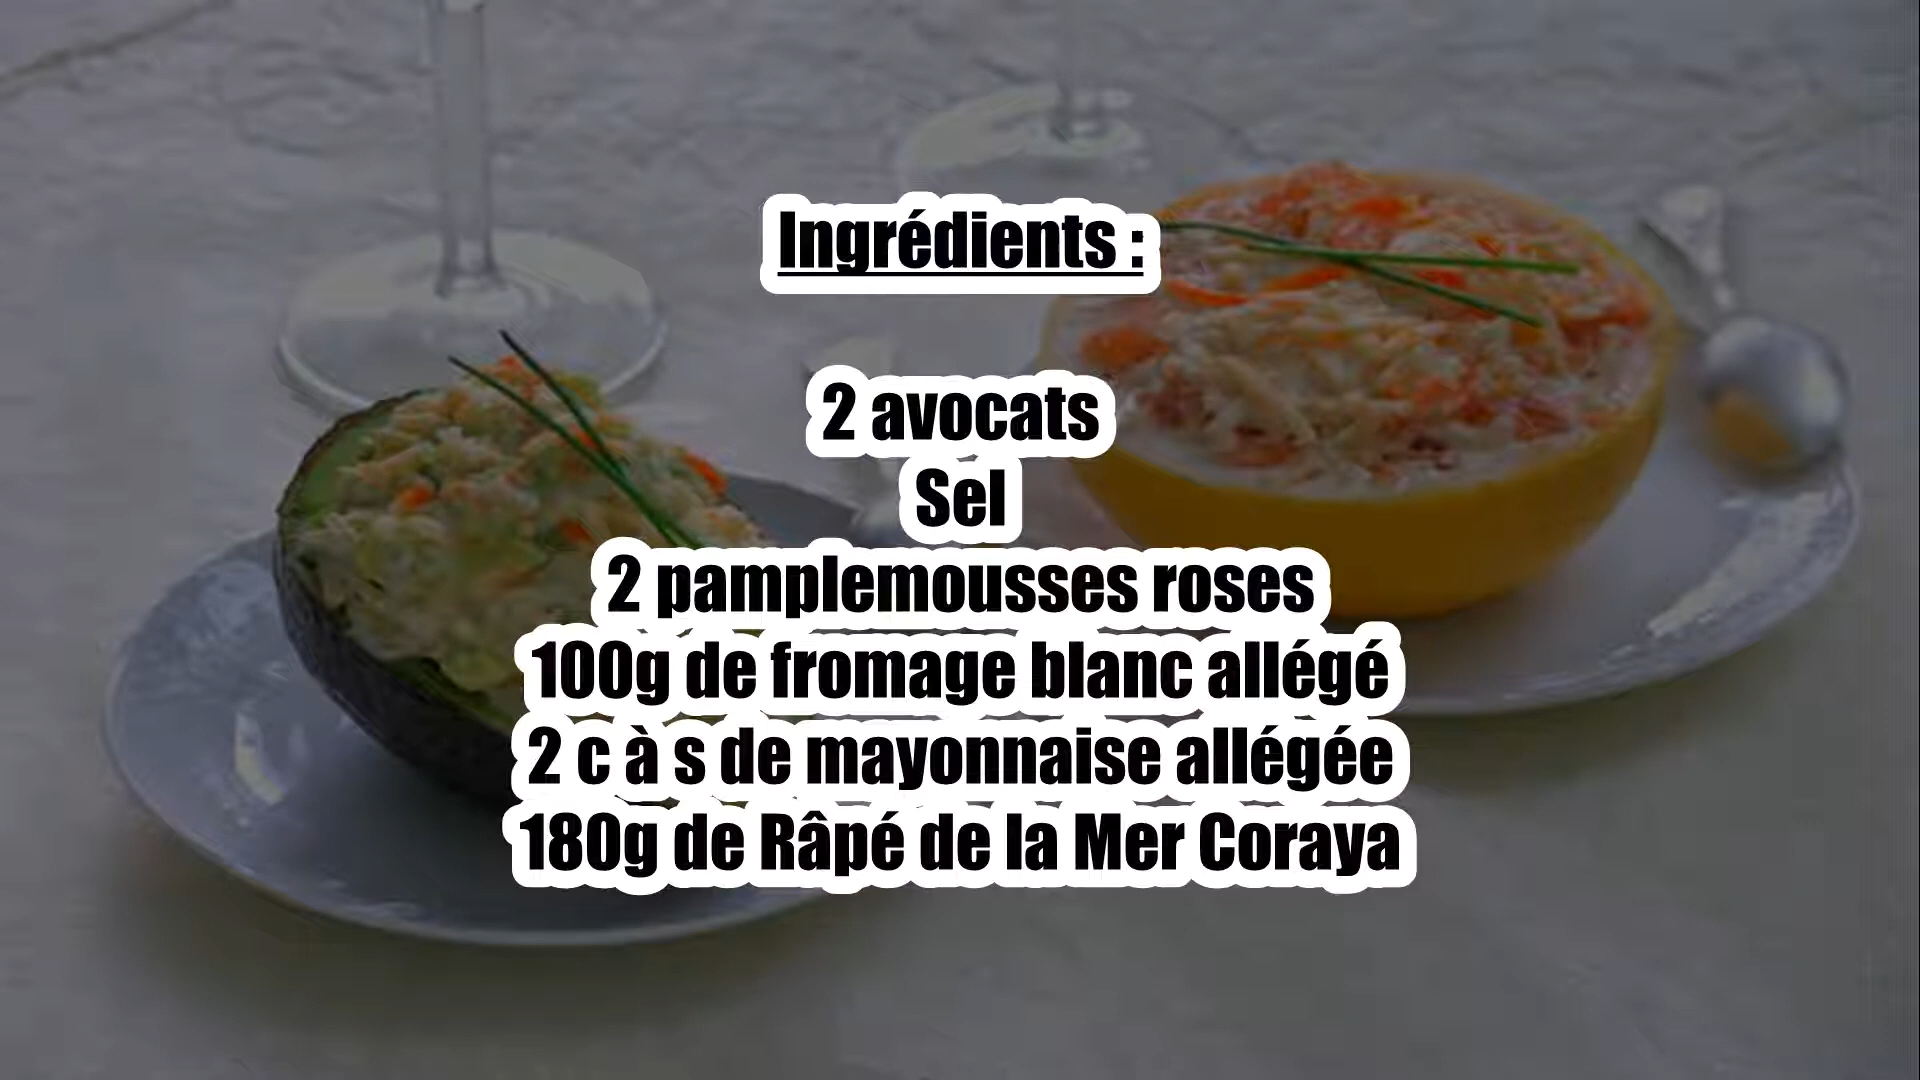 Ingrédients :
2 avocats
Sel
2 pamplemousses roses
100g de fromage blanc allégé
2 c à s de mayonnaise allégée
180g de Râpé de la Mer Coraya